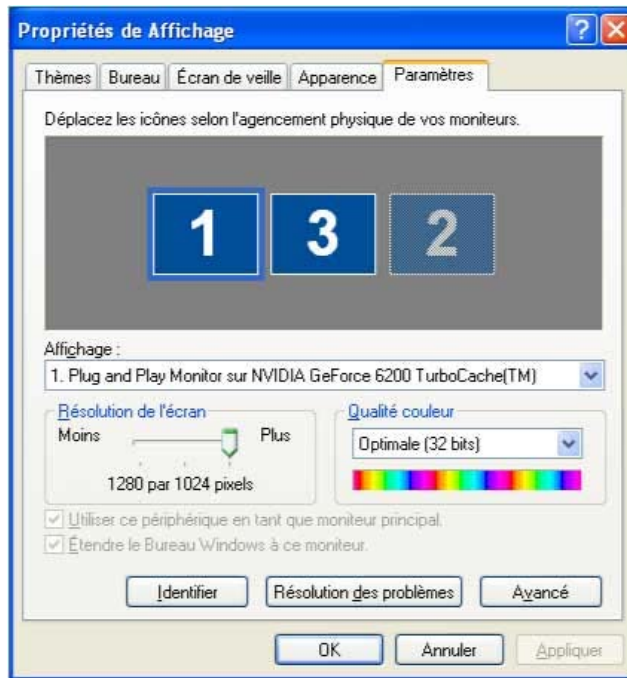 Propriétés de Affichage
Thèmes Bureau Écran de veille Apparence Paramètres
Déplacez les icônes selon l'agencement physique de vos moniteurs.
1 3 2
Affichage :
1. Plug and Play Monitor sur NVIDIA GeForce 6200 TurboCache(TM)
Résolution de l'écran
Moins Plus
1280 par 1024 pixels
Qualité couleur
Optimale (32 bits)
Utiliser ce périphérique en tant que moniteur principal.
Étendre le Bureau Windows à ce moniteur.
Identifier Résolution des problèmes Avancé
OK Annuler Appliquer